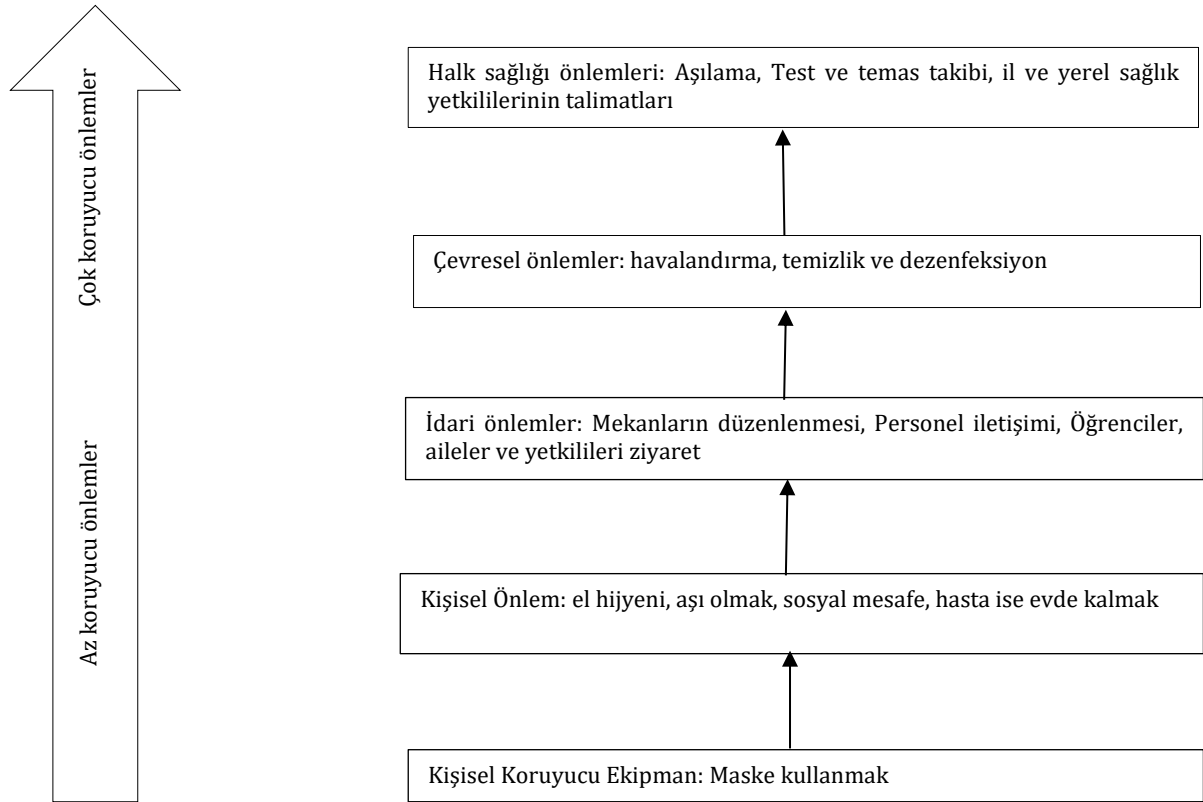 Çok koruyucu önlemler
Az koruyucu önlemler
Halk sağlığı önlemleri: Aşılama, Test ve temas takibi, il ve yerel sağlık
yetkililerinin talimatları
Çevresel önlemler: havalandırma, temizlik ve dezenfeksiyon
İdari önlemler: Mekanların düzenlenmesi, Personel iletişimi, Öğrenciler,
aileler ve yetkilileri ziyaret
Kişisel Önlem: el hijyeni, aşı olmak, sosyal mesafe, hasta ise evde kalmak
Kişisel Koruyucu Ekipman: Maske kullanmak